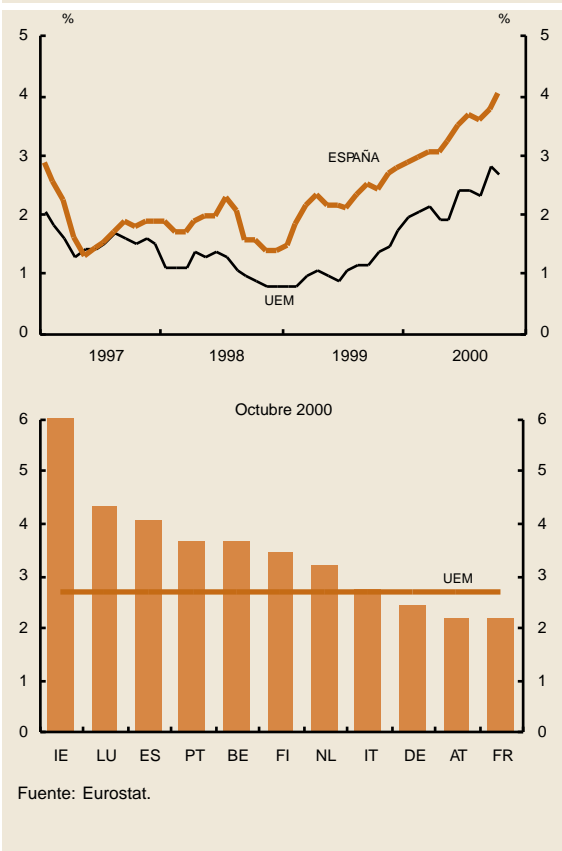 % %
5 5
4 4
ESPAÑA
3 3
2 2
1 1
UEM
0 0
1997 1998 1999 2000
Octubre 2000
6 6
5 5
4 4
3 UEM 3
2 2
1 1
0 0
IE LU ES PT BE FI NL IT DE AT FR
Fuente: Eurostat.